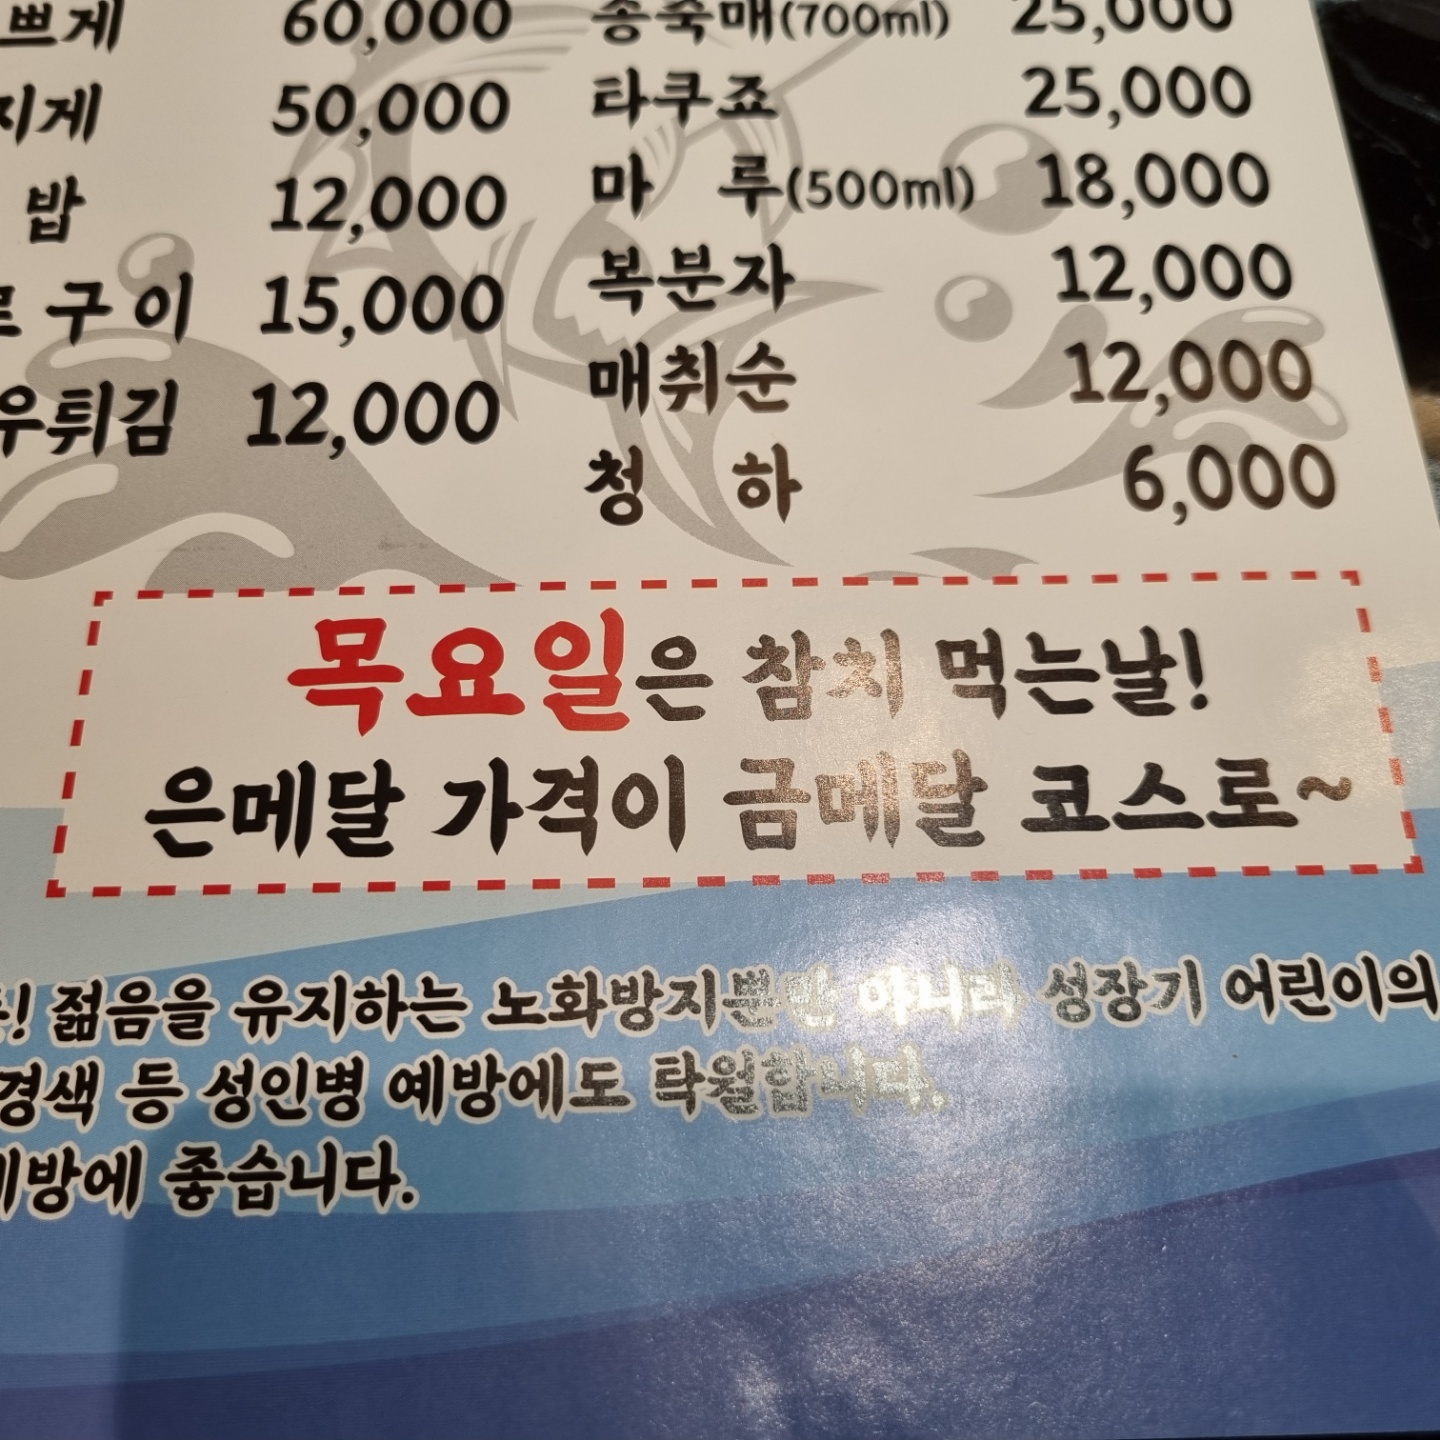 쁘게 60,000 송죽매(700ml) 25,000
지게 50,000 타쿠죠 25,000
밥 12,000 마 루(500ml) 18,000
구이 15,000 복분자 12,000
우튀김 12,000 매취순 12,000
청 하 6,000
목요일은 참치 먹는날!
은메달 가격이 금메달 코스로~
! 젊음을 유지하는 노화방지뿐만 아니라 성장기 어린이의
경색 등 성인병 예방에도 탁월합니다.
예방에 좋습니다.